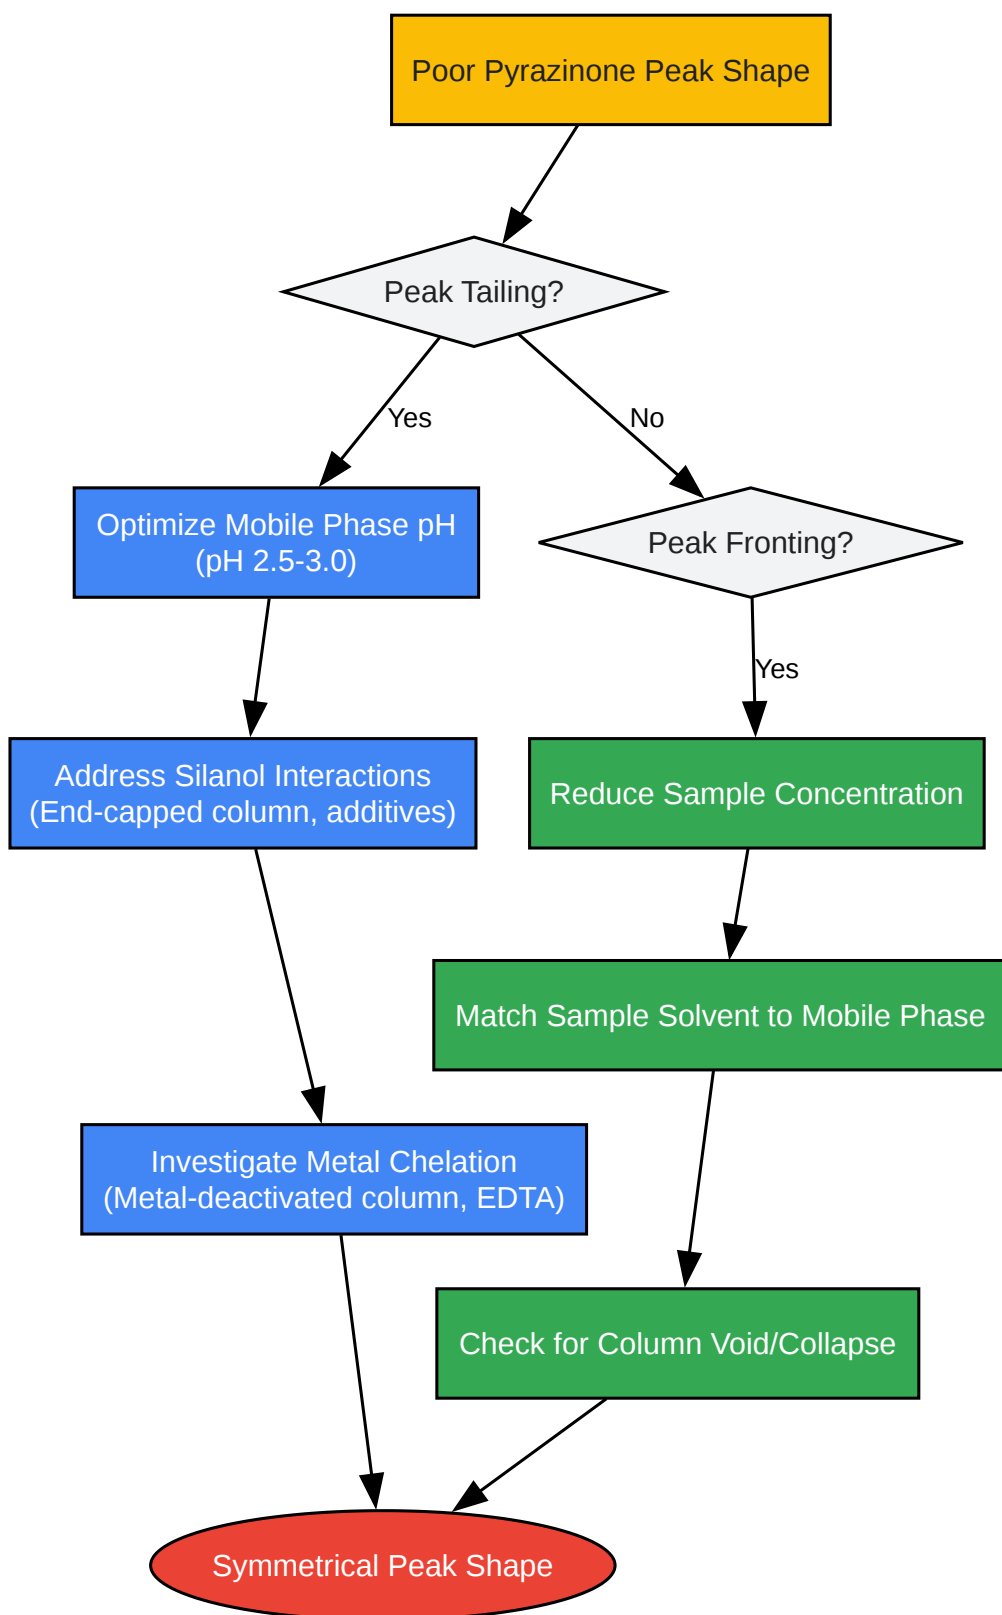 Poor Pyrazinone Peak Shape
Peak Tailing?
Yes
No
Optimize Mobile Phase pH
(pH 2.5-3.0)
Peak Fronting?
Yes
Address Silanol Interactions
(End-capped column, additives)
Reduce Sample Concentration
Match Sample Solvent to Mobile Phase
Investigate Metal Chelation
(Metal-deactivated column, EDTA)
Check for Column Void/Collapse
Symmetrical Peak Shape